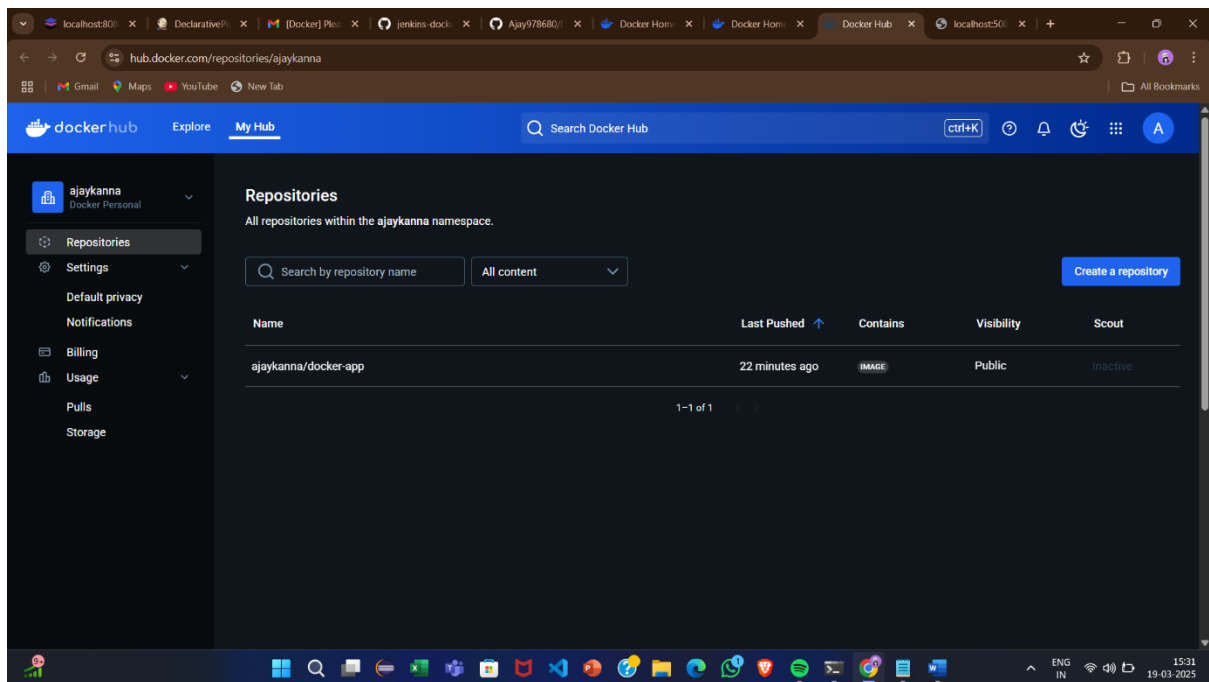 localhost:808
DeclarativePi
[Docker] Plea
jenkins-docke
Ajay978680/
Docker Home
Docker Home
Docker Hub
localhost:500
hub.docker.com/repositories/ajaykanna
Gmail
Maps
YouTube
New Tab
All Bookmarks
dockerhub
Explore
My Hub
Search Docker Hub
ctrl+K
A
ajaykanna
Docker Personal
Repositories
Settings
Default privacy
Notifications
Billing
Usage
Pulls
Storage
Repositories
All repositories within the ajaykanna namespace.
Search by repository name
All content
Create a repository
Name Last Pushed Contains Visibility Scout
ajaykanna/docker-app 22 minutes ago IMAGE Public Inactive
1–1 of 1
9+
ENG
IN
15:31
19-03-2025